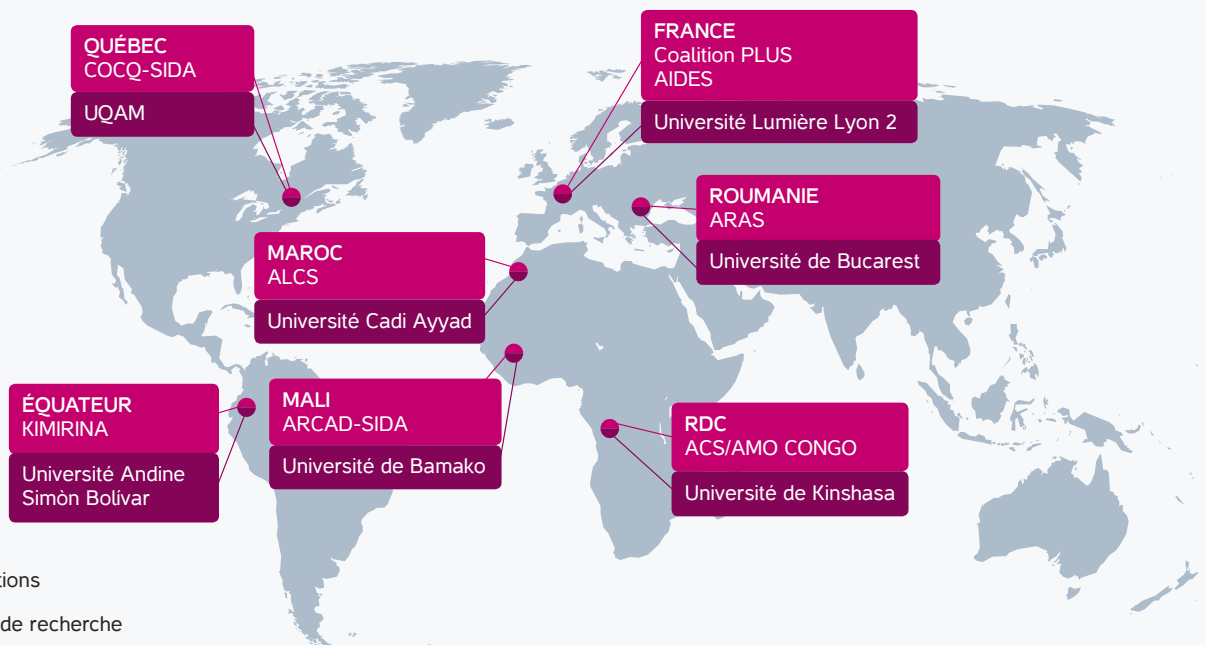 QUÉBEC
COCQ-SIDA
UQAM
FRANCE
Coalition PLUS
AIDES
Université Lumière Lyon 2
ROUMANIE
ARAS
Université de Bucarest
MAROC
ALCS
Université Cadi Ayyad
ÉQUATEUR
KIMIRINA
Université Andine
Simòn Bolívar
MALI
ARCAD-SIDA
Université de Bamako
RDC
ACS/AMO CONGO
Université de Kinshasa
tions
de recherche